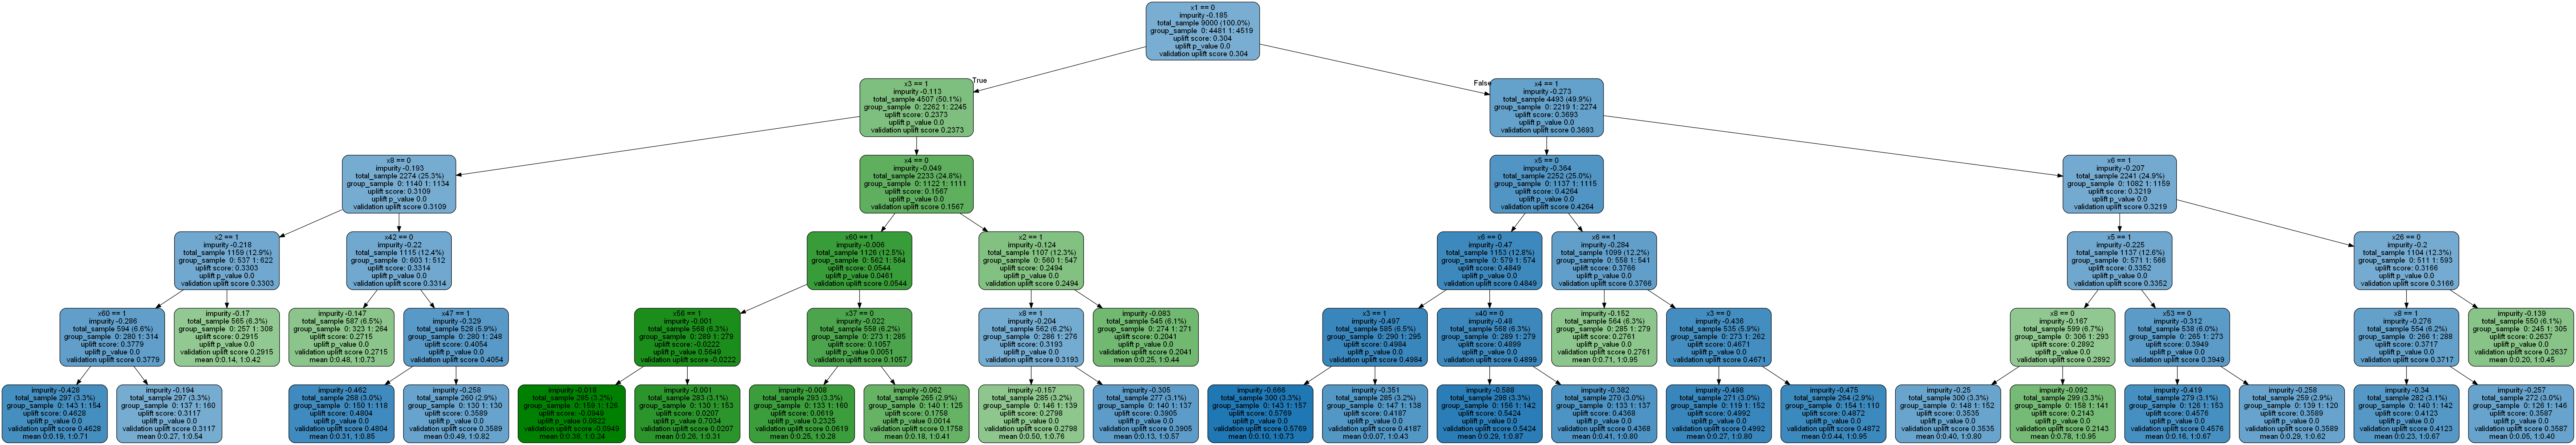 x1 == 0
impurity -0.185
total_sample 9000 (100.0%)
group_sample 0: 4481 1: 4519
uplift score: 0.304
uplift p_value 0.0
validation uplift score 0.304
True
False
x3 == 1
impurity -0.113
total_sample 4507 (50.1%)
group_sample 0: 2262 1: 2245
uplift score: 0.2373
uplift p_value 0.0
validation uplift score 0.2373
x4 == 1
impurity -0.273
total_sample 4493 (49.9%)
group_sample 0: 2219 1: 2274
uplift score: 0.3693
uplift p_value 0.0
validation uplift score 0.3693
x8 == 0
impurity -0.193
total_sample 2274 (25.3%)
group_sample 0: 1140 1: 1134
uplift score: 0.3109
uplift p_value 0.0
validation uplift score 0.3109
x4 == 0
impurity -0.049
total_sample 2233 (24.8%)
group_sample 0: 1122 1: 1111
uplift score: 0.1567
uplift p_value 0.0
validation uplift score 0.1567
x5 == 0
impurity -0.364
total_sample 2252 (25.0%)
group_sample 0: 1137 1: 1115
uplift score: 0.4264
uplift p_value 0.0
validation uplift score 0.4264
x6 == 1
impurity -0.207
total_sample 2241 (24.9%)
group_sample 0: 1082 1: 1159
uplift score: 0.3219
uplift p_value 0.0
validation uplift score 0.3219
x2 == 1
impurity -0.218
total_sample 1159 (12.9%)
group_sample 0: 537 1: 622
uplift score: 0.3303
uplift p_value 0.0
validation uplift score 0.3303
x42 == 0
impurity -0.22
total_sample 1115 (12.4%)
group_sample 0: 603 1: 512
uplift score: 0.3314
uplift p_value 0.0
validation uplift score 0.3314
x60 == 1
impurity -0.006
total_sample 1126 (12.5%)
group_sample 0: 562 1: 564
uplift score: 0.0544
uplift p_value 0.0461
validation uplift score 0.0544
x2 == 1
impurity -0.124
total_sample 1107 (12.3%)
group_sample 0: 560 1: 547
uplift score: 0.2494
uplift p_value 0.0
validation uplift score 0.2494
x6 == 0
impurity -0.47
total_sample 1153 (12.8%)
group_sample 0: 579 1: 574
uplift score: 0.4849
uplift p_value 0.0
validation uplift score 0.4849
x6 == 1
impurity -0.284
total_sample 1099 (12.2%)
group_sample 0: 558 1: 541
uplift score: 0.3766
uplift p_value 0.0
validation uplift score 0.3766
x5 == 1
impurity -0.225
total_sample 1137 (12.6%)
group_sample 0: 571 1: 566
uplift score: 0.3352
uplift p_value 0.0
validation uplift score 0.3352
x26 == 0
impurity -0.2
total_sample 1104 (12.3%)
group_sample 0: 511 1: 593
uplift score: 0.3166
uplift p_value 0.0
validation uplift score 0.3166
x60 == 1
impurity -0.286
total_sample 594 (6.6%)
group_sample 0: 280 1: 314
uplift score: 0.3779
uplift p_value 0.0
validation uplift score 0.3779
impurity -0.17
total_sample 565 (6.3%)
group_sample 0: 257 1: 308
uplift score: 0.2915
uplift p_value 0.0
validation uplift score 0.2915
mean 0:0.14, 1:0.42
impurity -0.147
total_sample 587 (6.5%)
group_sample 0: 323 1: 264
uplift score: 0.2715
uplift p_value 0.0
validation uplift score 0.2715
mean 0:0.48, 1:0.73
x47 == 1
impurity -0.329
total_sample 528 (5.9%)
group_sample 0: 280 1: 248
uplift score: 0.4054
uplift p_value 0.0
validation uplift score 0.4054
x56 == 1
impurity -0.001
total_sample 568 (6.3%)
group_sample 0: 289 1: 279
uplift score: -0.0222
uplift p_value 0.5649
validation uplift score -0.0222
x37 == 0
impurity -0.022
total_sample 558 (6.2%)
group_sample 0: 273 1: 285
uplift score: 0.1057
uplift p_value 0.0051
validation uplift score 0.1057
x8 == 1
impurity -0.204
total_sample 562 (6.2%)
group_sample 0: 286 1: 276
uplift score: 0.3193
uplift p_value 0.0
validation uplift score 0.3193
impurity -0.083
total_sample 545 (6.1%)
group_sample 0: 274 1: 271
uplift score: 0.2041
uplift p_value 0.0
validation uplift score 0.2041
mean 0:0.25, 1:0.44
x3 == 1
impurity -0.497
total_sample 585 (6.5%)
group_sample 0: 290 1: 295
uplift score: 0.4984
uplift p_value 0.0
validation uplift score 0.4984
x40 == 0
impurity -0.48
total_sample 568 (6.3%)
group_sample 0: 289 1: 279
uplift score: 0.4899
uplift p_value 0.0
validation uplift score 0.4899
impurity -0.152
total_sample 564 (6.3%)
group_sample 0: 285 1: 279
uplift score: 0.2761
uplift p_value 0.0
validation uplift score 0.2761
mean 0:0.71, 1:0.95
x3 == 0
impurity -0.436
total_sample 535 (5.9%)
group_sample 0: 273 1: 262
uplift score: 0.4671
uplift p_value 0.0
validation uplift score 0.4671
x8 == 0
impurity -0.167
total_sample 599 (6.7%)
group_sample 0: 306 1: 293
uplift score: 0.2892
uplift p_value 0.0
validation uplift score 0.2892
x53 == 0
impurity -0.312
total_sample 538 (6.0%)
group_sample 0: 265 1: 273
uplift score: 0.3949
uplift p_value 0.0
validation uplift score 0.3949
x8 == 1
impurity -0.276
total_sample 554 (6.2%)
group_sample 0: 266 1: 288
uplift score: 0.3717
uplift p_value 0.0
validation uplift score 0.3717
impurity -0.139
total_sample 550 (6.1%)
group_sample 0: 245 1: 305
uplift score: 0.2637
uplift p_value 0.0
validation uplift score 0.2637
mean 0:0.20, 1:0.45
impurity -0.428
total_sample 297 (3.3%)
group_sample 0: 143 1: 154
uplift score: 0.4628
uplift p_value 0.0
validation uplift score 0.4628
mean 0:0.19, 1:0.71
impurity -0.194
total_sample 297 (3.3%)
group_sample 0: 137 1: 160
uplift score: 0.3117
uplift p_value 0.0
validation uplift score 0.3117
mean 0:0.27, 1:0.54
impurity -0.462
total_sample 268 (3.0%)
group_sample 0: 150 1: 118
uplift score: 0.4804
uplift p_value 0.0
validation uplift score 0.4804
mean 0:0.31, 1:0.85
impurity -0.258
total_sample 260 (2.9%)
group_sample 0: 130 1: 130
uplift score: 0.3589
uplift p_value 0.0
validation uplift score 0.3589
mean 0:0.49, 1:0.82
impurity -0.018
total_sample 285 (3.2%)
group_sample 0: 159 1: 126
uplift score: -0.0949
uplift p_value 0.0822
validation uplift score -0.0949
mean 0:0.38, 1:0.24
impurity -0.001
total_sample 283 (3.1%)
group_sample 0: 130 1: 153
uplift score: 0.0207
uplift p_value 0.7034
validation uplift score 0.0207
mean 0:0.26, 1:0.31
impurity -0.008
total_sample 293 (3.3%)
group_sample 0: 133 1: 160
uplift score: 0.0619
uplift p_value 0.2325
validation uplift score 0.0619
mean 0:0.25, 1:0.28
impurity -0.062
total_sample 265 (2.9%)
group_sample 0: 140 1: 125
uplift score: 0.1758
uplift p_value 0.0014
validation uplift score 0.1758
mean 0:0.18, 1:0.41
impurity -0.157
total_sample 285 (3.2%)
group_sample 0: 146 1: 139
uplift score: 0.2798
uplift p_value 0.0
validation uplift score 0.2798
mean 0:0.50, 1:0.76
impurity -0.305
total_sample 277 (3.1%)
group_sample 0: 140 1: 137
uplift score: 0.3905
uplift p_value 0.0
validation uplift score 0.3905
mean 0:0.13, 1:0.57
impurity -0.666
total_sample 300 (3.3%)
group_sample 0: 143 1: 157
uplift score: 0.5769
uplift p_value 0.0
validation uplift score 0.5769
mean 0:0.10, 1:0.73
impurity -0.351
total_sample 285 (3.2%)
group_sample 0: 147 1: 138
uplift score: 0.4187
uplift p_value 0.0
validation uplift score 0.4187
mean 0:0.07, 1:0.43
impurity -0.588
total_sample 298 (3.3%)
group_sample 0: 156 1: 142
uplift score: 0.5424
uplift p_value 0.0
validation uplift score 0.5424
mean 0:0.29, 1:0.87
impurity -0.382
total_sample 270 (3.0%)
group_sample 0: 133 1: 137
uplift score: 0.4368
uplift p_value 0.0
validation uplift score 0.4368
mean 0:0.41, 1:0.80
impurity -0.498
total_sample 271 (3.0%)
group_sample 0: 119 1: 152
uplift score: 0.4992
uplift p_value 0.0
validation uplift score 0.4992
mean 0:0.27, 1:0.80
impurity -0.475
total_sample 264 (2.9%)
group_sample 0: 154 1: 110
uplift score: 0.4872
uplift p_value 0.0
validation uplift score 0.4872
mean 0:0.44, 1:0.95
impurity -0.25
total_sample 300 (3.3%)
group_sample 0: 148 1: 152
uplift score: 0.3535
uplift p_value 0.0
validation uplift score 0.3535
mean 0:0.40, 1:0.80
impurity -0.092
total_sample 299 (3.3%)
group_sample 0: 158 1: 141
uplift score: 0.2143
uplift p_value 0.0
validation uplift score 0.2143
mean 0:0.78, 1:0.95
impurity -0.419
total_sample 279 (3.1%)
group_sample 0: 126 1: 153
uplift score: 0.4576
uplift p_value 0.0
validation uplift score 0.4576
mean 0:0.16, 1:0.67
impurity -0.258
total_sample 259 (2.9%)
group_sample 0: 139 1: 120
uplift score: 0.3589
uplift p_value 0.0
validation uplift score 0.3589
mean 0:0.29, 1:0.62
impurity -0.34
total_sample 282 (3.1%)
group_sample 0: 140 1: 142
uplift score: 0.4123
uplift p_value 0.0
validation uplift score 0.4123
mean 0:0.23, 1:0.67
impurity -0.257
total_sample 272 (3.0%)
group_sample 0: 126 1: 146
uplift score: 0.3587
uplift p_value 0.0
validation uplift score 0.3587
mean 0:0.05, 1:0.40